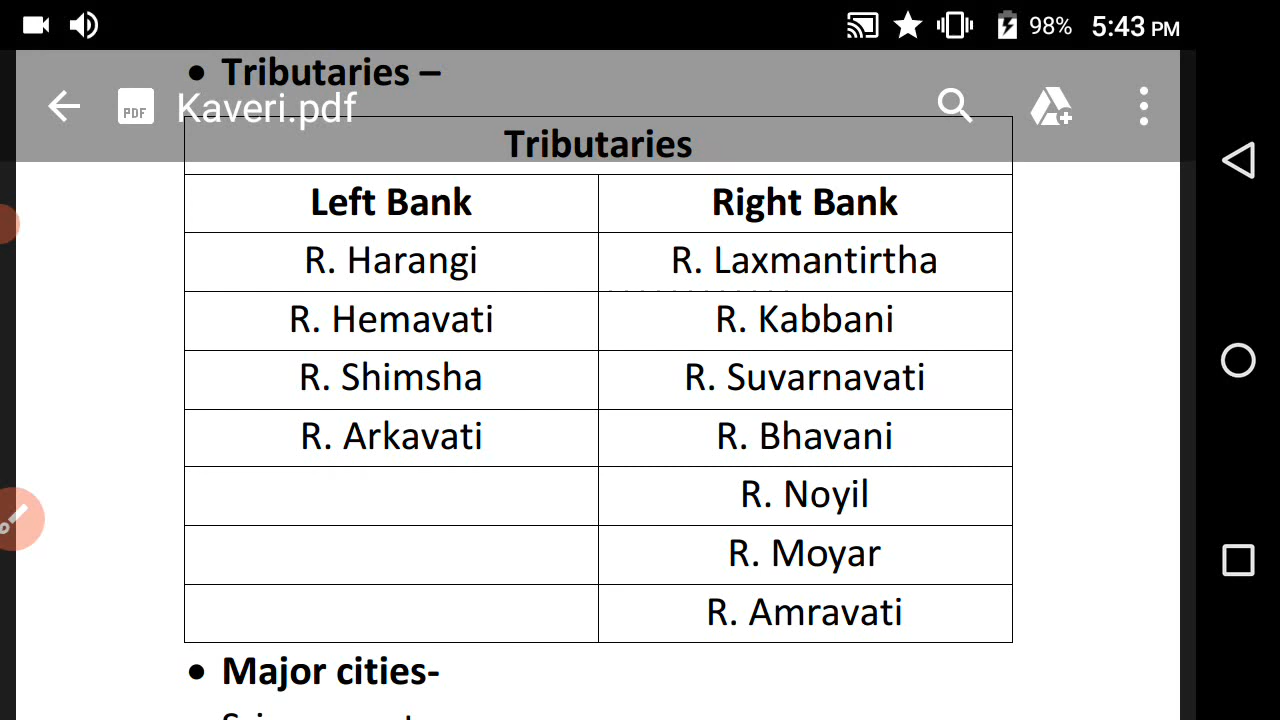 98% 5:43 PM
• Tributaries –
PDF Kaveri.pdf
Tributaries
Left Bank Right Bank
R. Harangi R. Laxmantirtha
R. Hemavati R. Kabbani
R. Shimsha R. Suvarnavati
R. Arkavati R. Bhavani
R. Noyil
R. Moyar
R. Amravati
• Major cities-